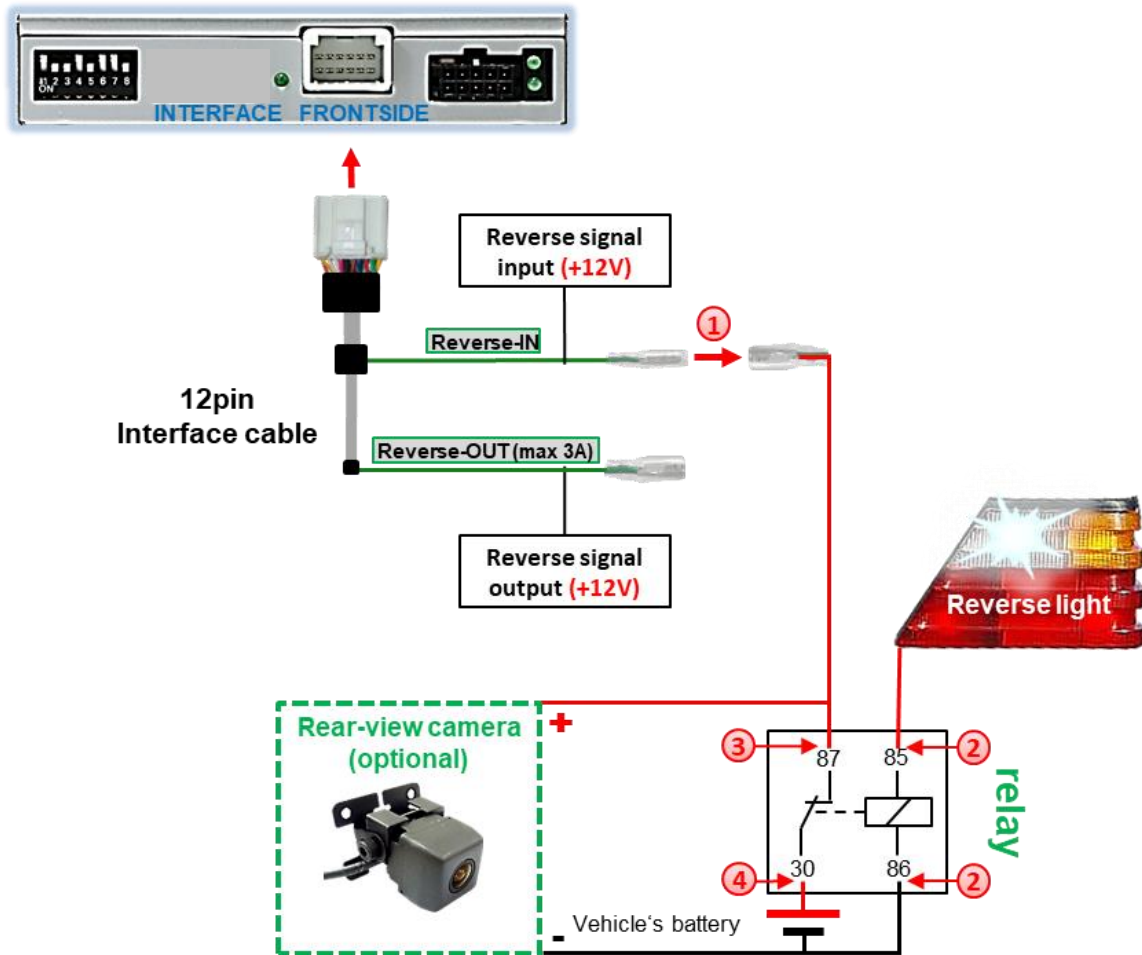 1 2 3 4 5 6 7 8
ON
INTERFACE FRONTSIDE
Reverse signal
input (+12V)
Reverse-IN
1
12pin
Interface cable
Reverse-OUT (max 3A)
Reverse signal
output (+12V)
Reverse light
Rear-view camera
(optional)
+
3
87
85
2
relay
4
30
86
2
-
Vehicle‘s battery